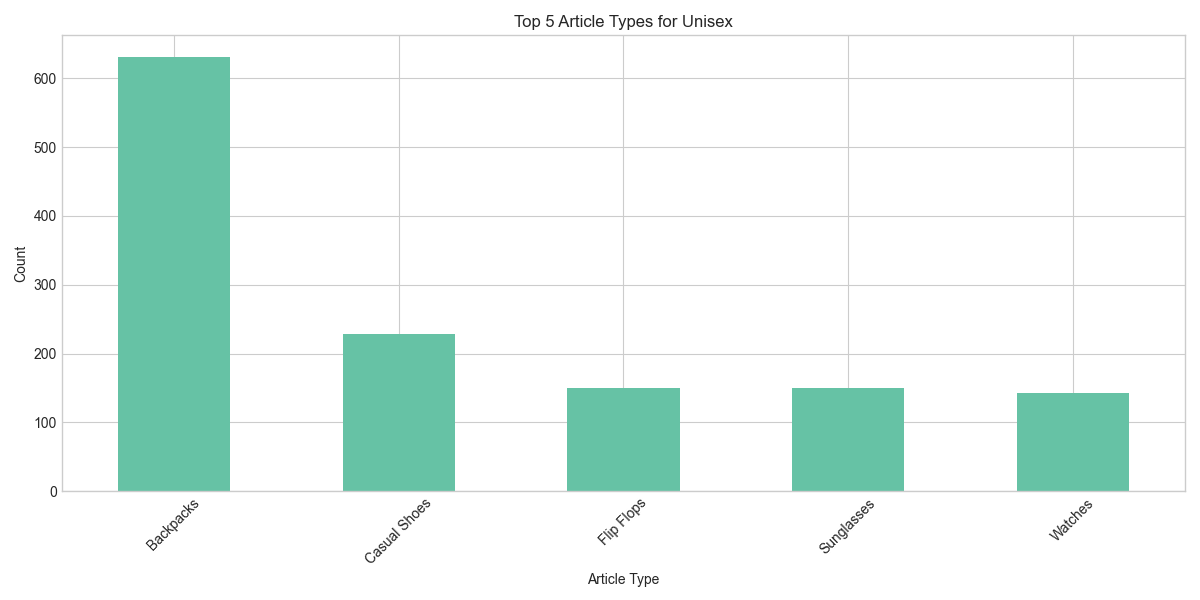 Top 5 Article Types for Unisex
Count
600
500
400
300
200
100
0
Backpacks
Casual Shoes
Flip Flops
Sunglasses
Watches
Article Type